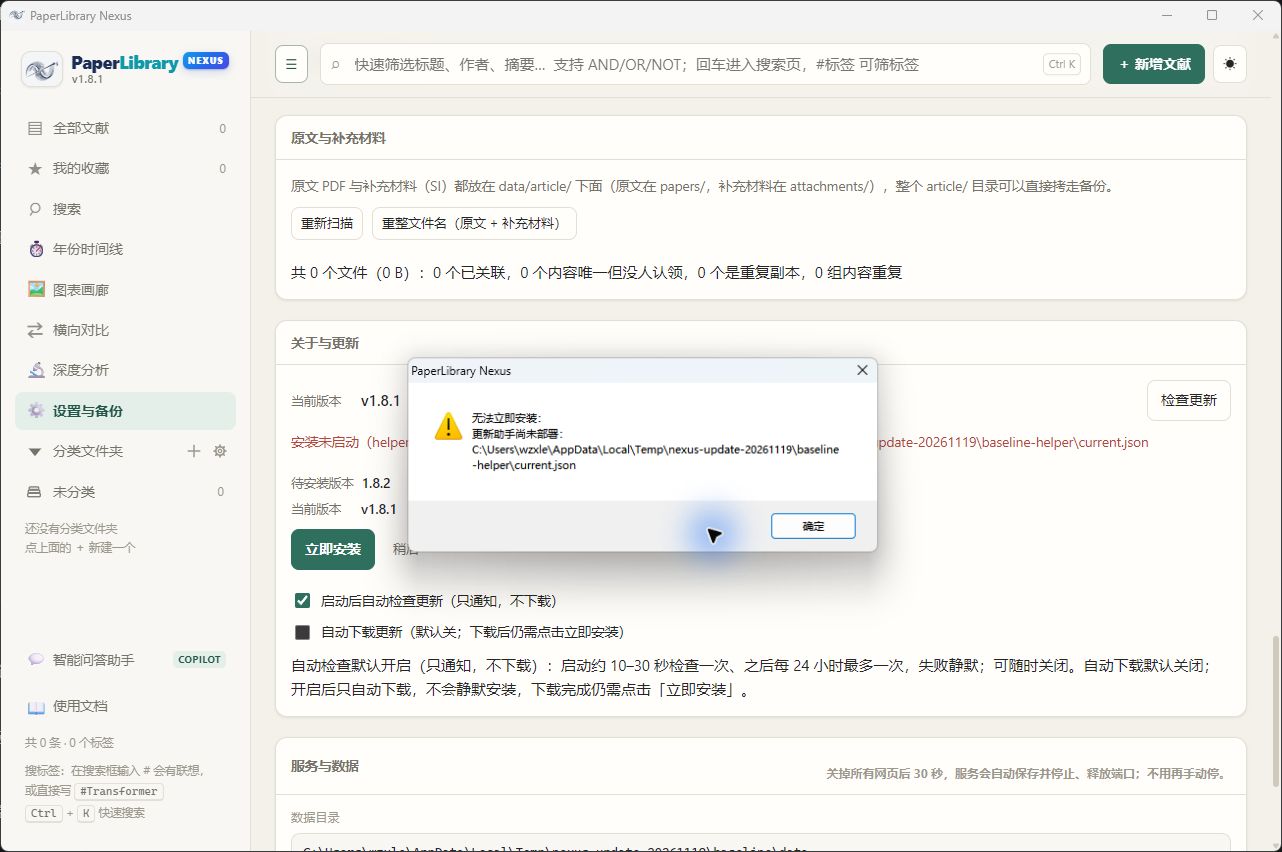 PaperLibrary Nexus
PaperLibrary NEXUS
v1.8.1
快速筛选标题、作者、摘要... 支持 AND/OR/NOT；回车进入搜索页，#标签 可筛标签
Ctrl K
+ 新增文献
全部文献 0
我的收藏 0
搜索
年份时间线
图表画廊
横向对比
深度分析
设置与备份
分类文件夹
未分类 0
还没有分类文件夹
点上面的 + 新建一个
智能问答助手 COPILOT
使用文档
共 0 条 · 0 个标签
搜标签：在搜索框输入 # 会有联想，
或直接写 #Transformer
Ctrl + K 快速搜索
原文与补充材料
原文 PDF 与补充材料（SI）都放在 data/article/ 下面（原文在 papers/，补充材料在 attachments/），整个 article/ 目录可以直接拷走备份。
重新扫描
重整文件名（原文 + 补充材料）
共 0 个文件（0 B）：0 个已关联，0 个内容唯一但没人认领，0 个是重复副本，0 组内容重复
关于与更新
当前版本 v1.8.1
检查更新
安装未启动（helper
update-20261119\baseline-helper\current.json
待安装版本 1.8.2
当前版本 v1.8.1
立即安装
稍后
PaperLibrary Nexus
无法立即安装：
更新助手尚未部署：
C:\Users\wzxle\AppData\Local\Temp\nexus-update-20261119\baseline
-helper\current.json
确定
启动后自动检查更新（只通知，不下载）
自动下载更新（默认关；下载后仍需点击立即安装）
自动检查默认开启（只通知，不下载）：启动约 10–30 秒检查一次、之后每 24 小时最多一次，失败静默；可随时关闭。自动下载默认关闭；
开启后只自动下载，不会静默安装，下载完成仍需点击「立即安装」。
服务与数据
关掉所有网页后 30 秒，服务会自动保存并停止、释放端口；不用再手动停。
数据目录
C:\Users\wzxle\AppData\Local\Temp\nexus-update-20261119\baseline\data